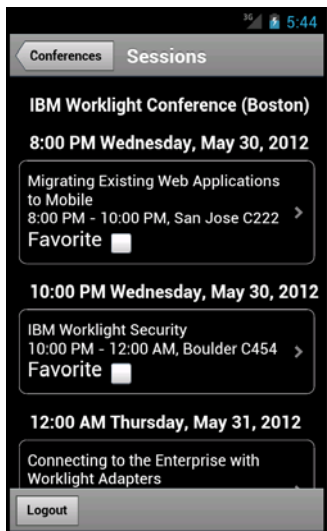 3G 5:44
Conferences Sessions
IBM Worklight Conference (Boston)
8:00 PM Wednesday, May 30, 2012
Migrating Existing Web Applications
to Mobile
8:00 PM - 10:00 PM, San Jose C222
Favorite
10:00 PM Wednesday, May 30, 2012
IBM Worklight Security
10:00 PM - 12:00 AM, Boulder C454
Favorite
12:00 AM Thursday, May 31, 2012
Connecting to the Enterprise with
Worklight Adapters
Logout